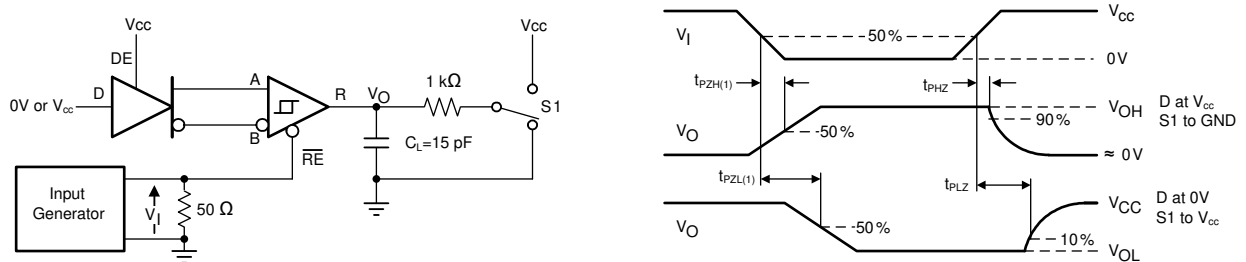 Vcc
DE
D
0V or Vcc
A
B
R
VO
1 kΩ
Vcc
S1
CL=15 pF
RE
Input
Generator
VI
50 Ω
VI
50%
VCC
0V
tPZH(1)
tPHZ
VO
50%
VOH
90%
≈ 0V
D at Vcc
S1 to GND
tPZL(1)
tPLZ
VO
50%
VCC
10%
VOL
D at 0V
S1 to Vcc